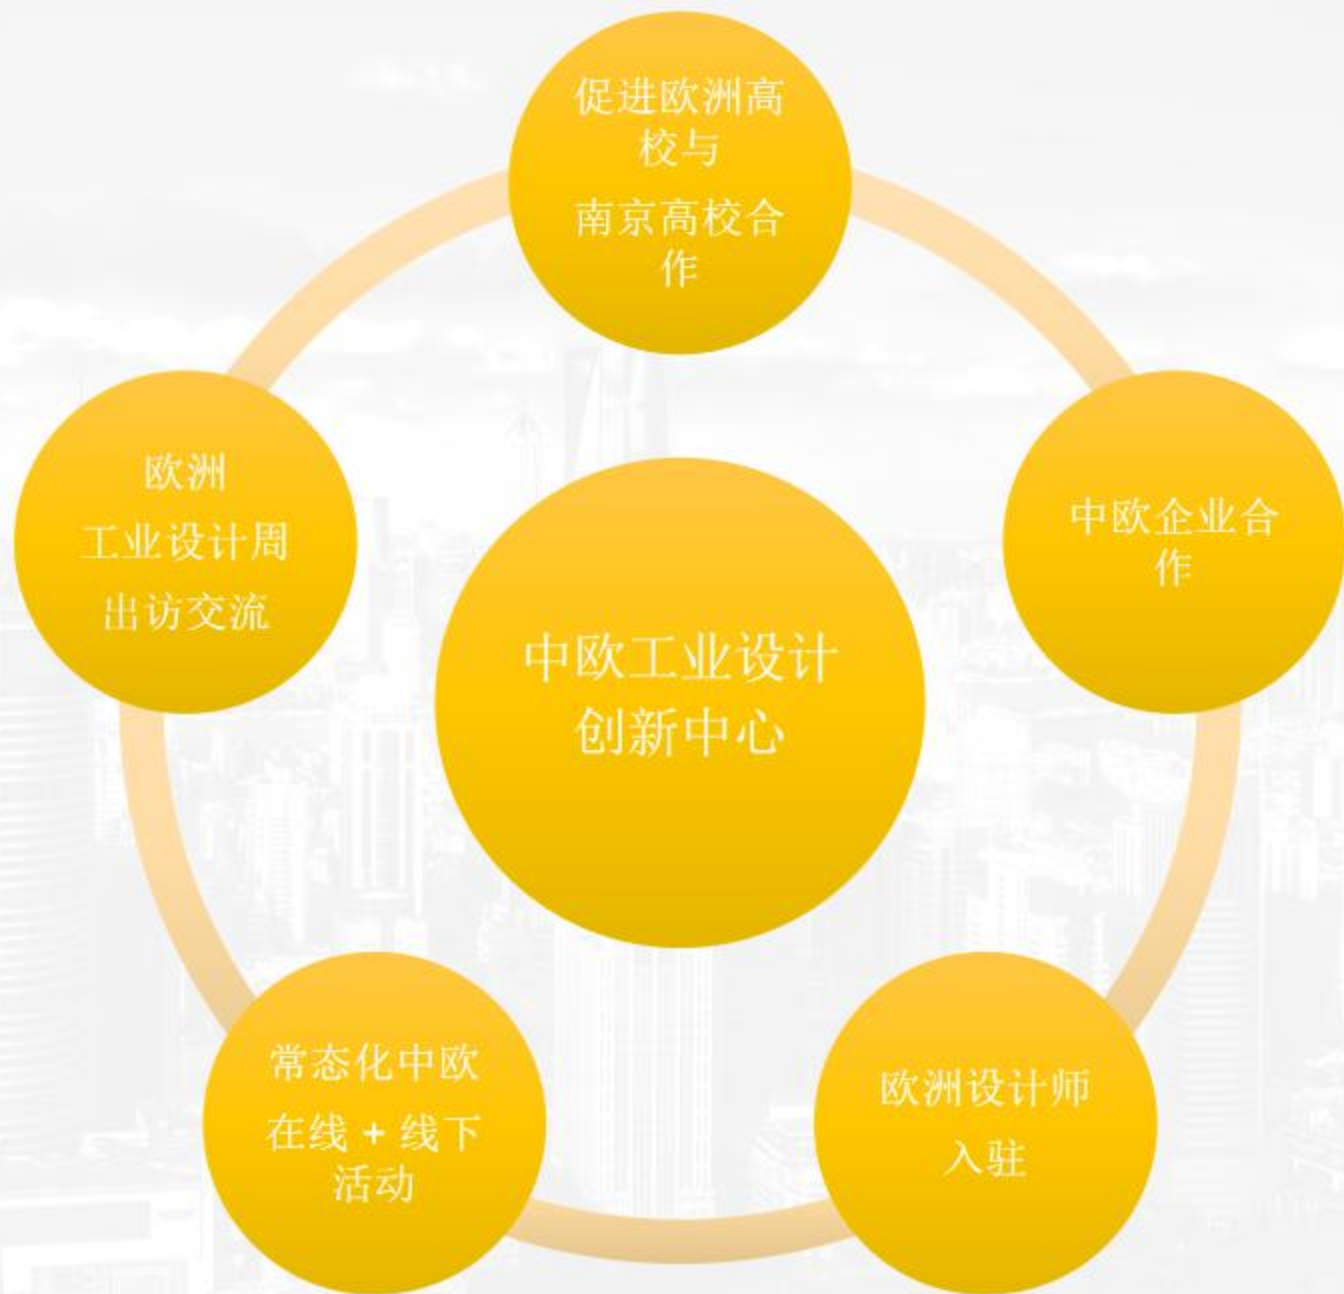 促进欧洲高
校与
南京高校合
作
欧洲
工业设计周
出访交流
中欧企业合
作
中欧工业设计
创新中心
常态化中欧
在线 + 线下
活动
欧洲设计师
入驻